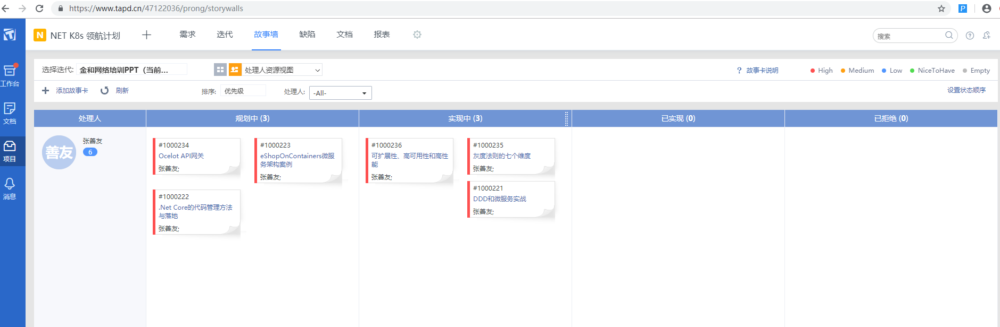 https://www.tapd.cn/47122036/prong/storywalls
P
T
N NET K8s 领航计划
需求 迭代 故事墙 缺陷 文档 报表
搜索
?
工作台
文档
项目
消息
选择迭代: 金和网络培训PPT（当前...
处理人资源视图
? 故事卡说明
High Medium Low NiceToHave Empty
添加故事卡 刷新
排序: 优先级
处理人: -All-
设置状态顺序
处理人 规划中 (3) 实现中 (3) 已实现 (0) 已拒绝 (0)
善友
张善友
6
#1000234
Ocelot API网关
张善友;
#1000223
eShopOnContainers微服
务架构案例
张善友;
#1000222
.Net Core的代码管理方法
与落地
张善友;
#1000236
可扩展性、高可用性和高性
能
张善友;
#1000235
灰度法则的七个维度
张善友;
#1000221
DDD和微服务实战
张善友;